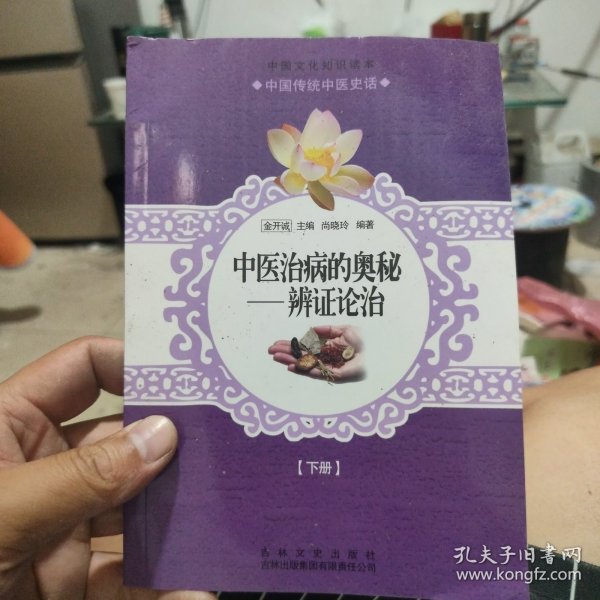 中国文化知识读本
◆中国传统中医史话◆
金开诚 主编 尚晓玲 编著
中医治病的奥秘
——辨证论治
【下册】
吉林文史出版社
吉林出版集团有限责任公司
孔夫子旧书网
www.kongfz.com